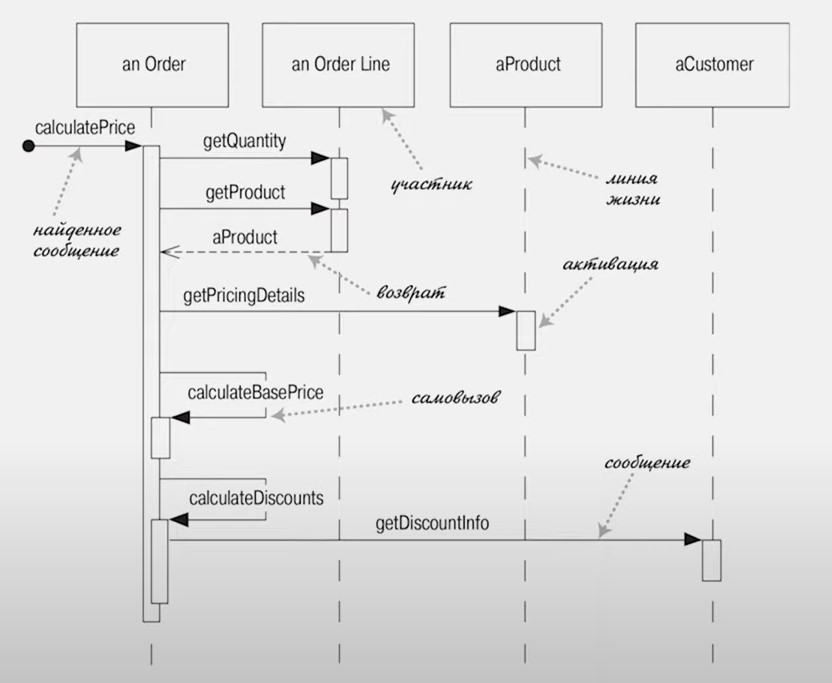 an Order
an Order Line
aProduct
aCustomer
calculatePrice
getQuantity
участник
линия
жизни
getProduct
найденное
сообщение
aProduct
активация
getPricingDetails
возврат
calculateBasePrice
самовызов
сообщение
calculateDiscounts
getDiscountInfo